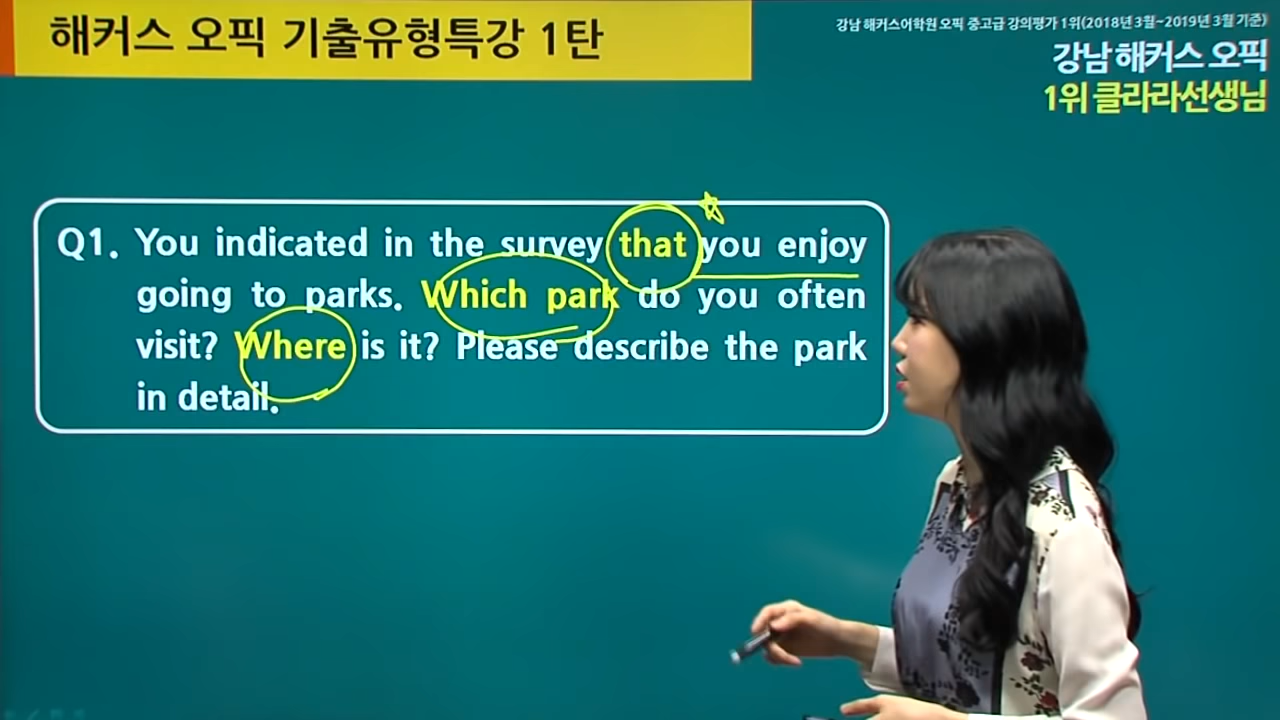 해커스 오픽 기출유형특강 1탄
강남 해커스어학원 오픽 중고급 강의평가 1위(2018년 3월~2019년 3월 기준)
강남 해커스 오픽
1위 클라라선생님
Q1. You indicated in the survey that you enjoy
going to parks. Which park do you often
visit? Where is it? Please describe the park
in detail.